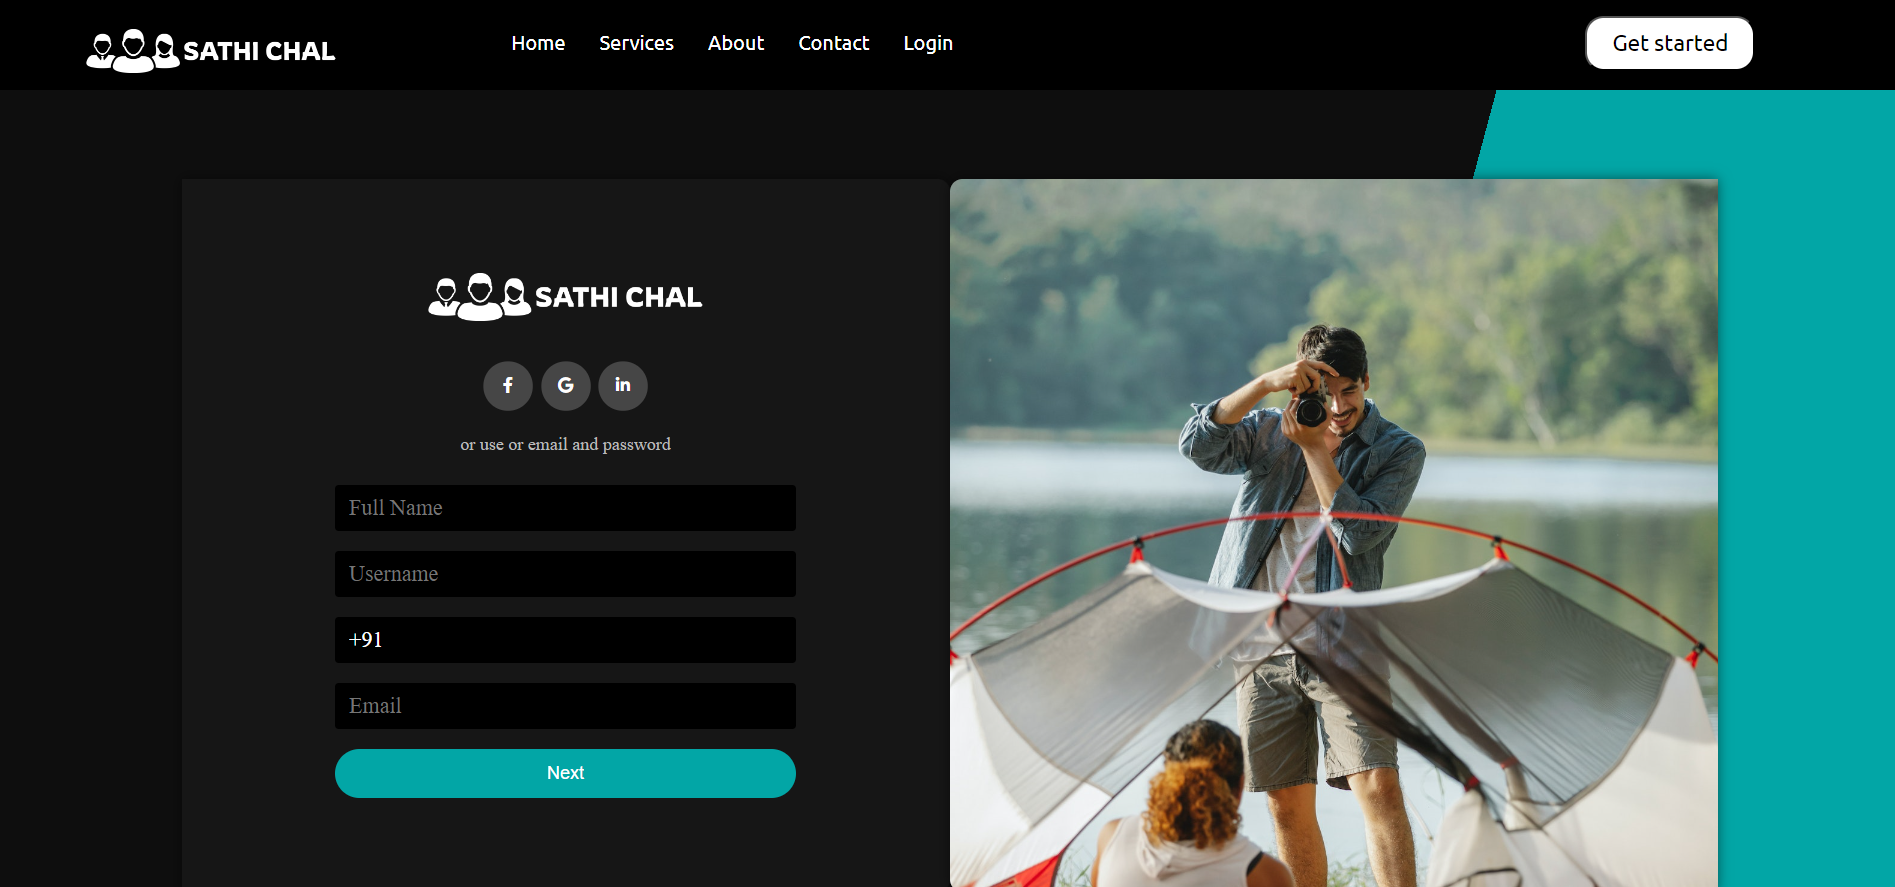 SATHI CHAL
Home Services About Contact Login
Get started
SATHI CHAL
f G in
or use or email and password
Full Name
Username
+91
Email
Next